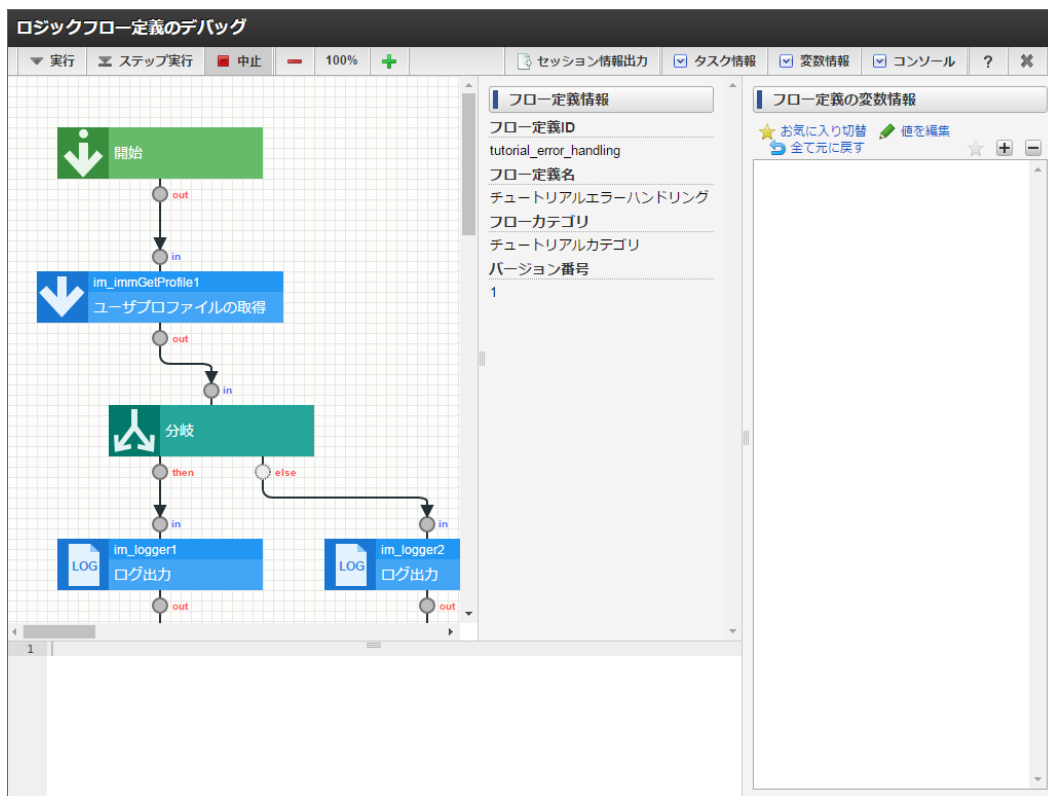 ロジックフロー定義のデバッグ
実行 ステップ実行 中止 100% セッション情報出力 タスク情報 変数情報 コンソール ?
開始
out
in
im_immGetProfile1
ユーザプロファイルの取得
out
in
分岐
then else
in in
im_logger1 im_logger2
LOG ログ出力 LOG ログ出力
out out
フロー定義情報
フロー定義ID
tutorial_error_handling
フロー定義名
チュートリアルエラーハンドリング
フローカテゴリ
チュートリアルカテゴリ
バージョン番号
1
フロー定義の変数情報
お気に入り切替 値を編集
全て元に戻す
1